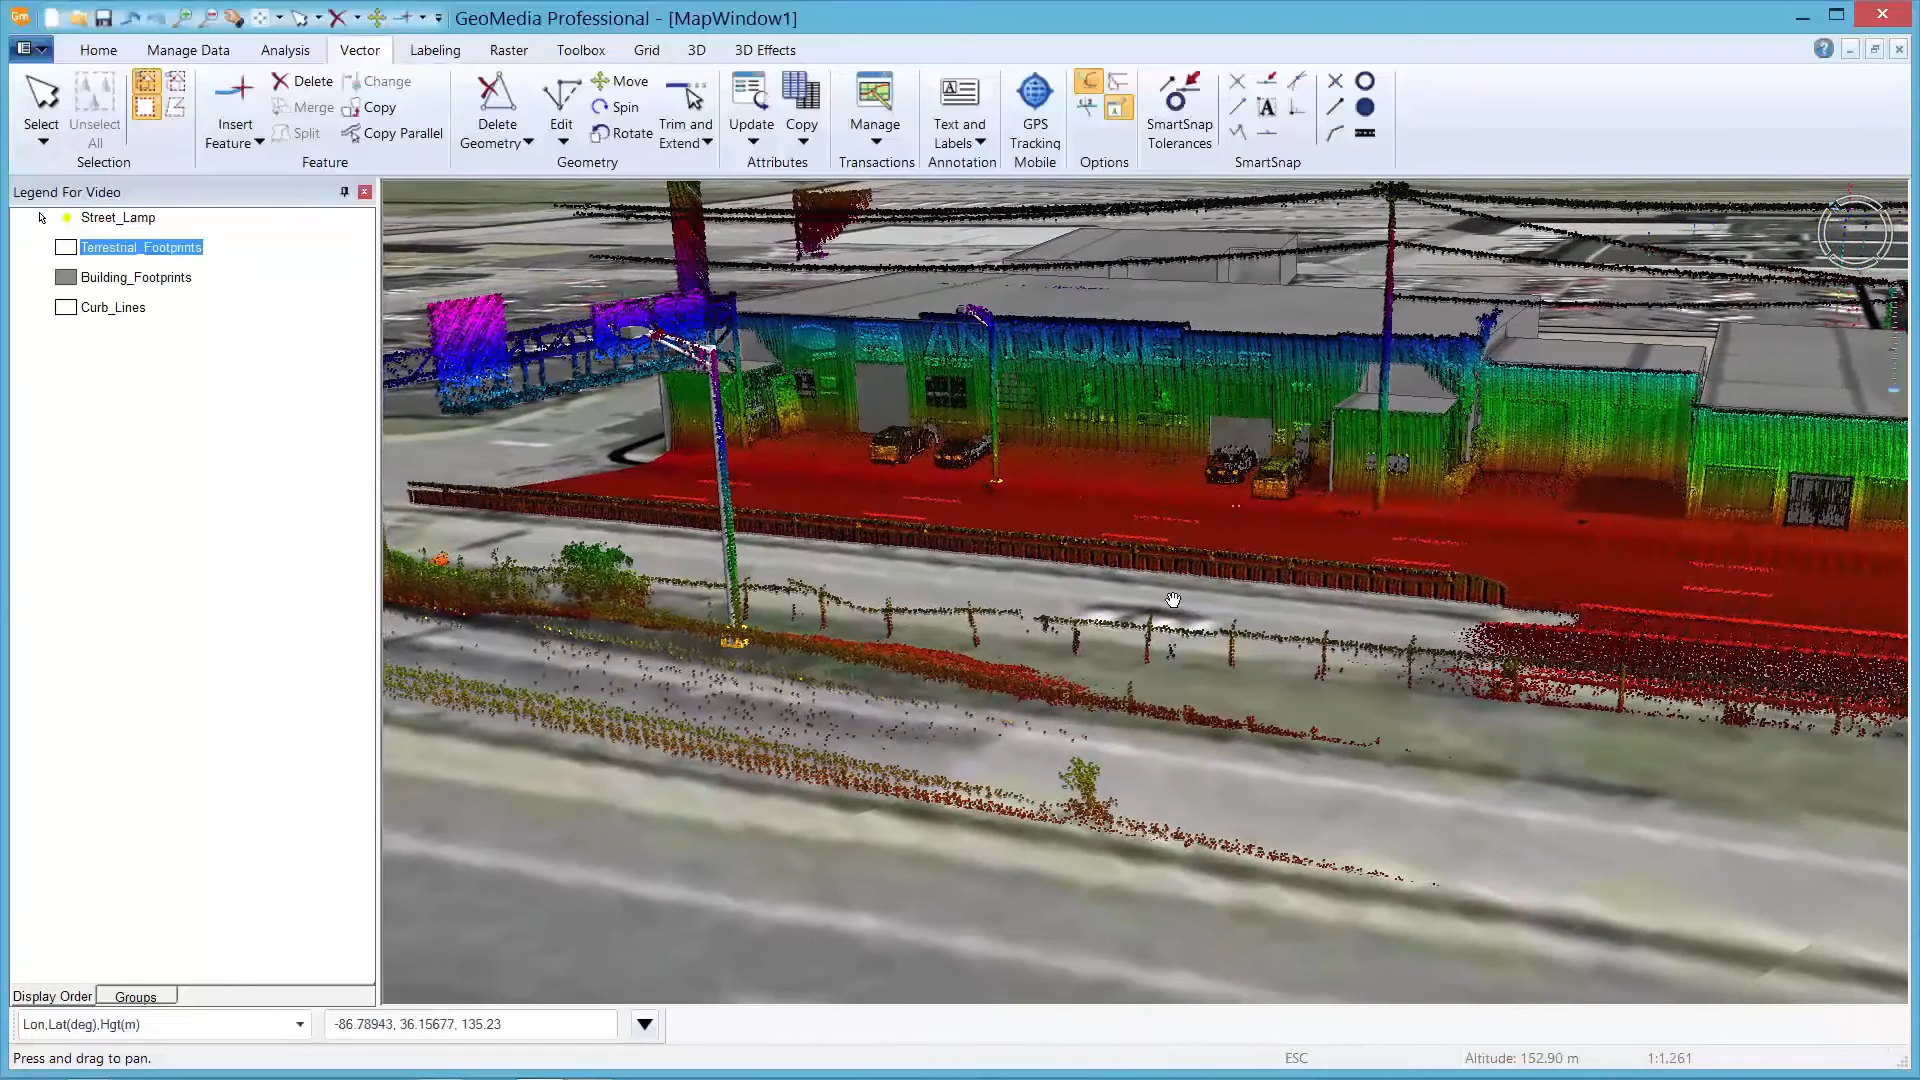 Gm
GeoMedia Professional - [MapWindow1]
Home
Manage Data
Analysis
Vector
Labeling
Raster
Toolbox
Grid
3D
3D Effects
Select
Unselect
All
Selection
Insert
Feature
Delete
Merge
Split
Change
Copy
Copy Parallel
Feature
Delete
Geometry
Edit
Move
Spin
Rotate
Trim and
Extend
Geometry
Update
Copy
Attributes
Manage
Transactions
Text and
Labels
Annotation
GPS
Tracking
Mobile
Options
SmartSnap
Tolerances
SmartSnap
Legend For Video
Street_Lamp
Terrestrial_Footprints
Building_Footprints
Curb_Lines
Display Order
Groups
Lon,Lat(deg),Hgt(m)
-86.78943, 36.15677, 135.23
Press and drag to pan.
ESC
Altitude: 152.90 m
1:1,261